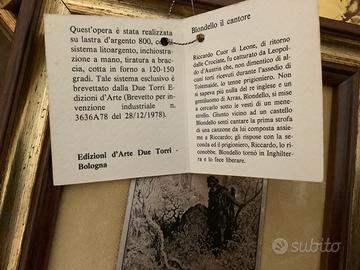 Quest'opera è stata realizzata
su lastra d'argento 800, con
sistema litoargento, inchiostra-
zione a mano, tiratura a brac-
cia, cotta in forno a 120-150
gradi. Tale sistema esclusivo è
brevettato dalla Due Torri E-
dizioni d'Arte (Brevetto per in-
venzione industriale n.
3636A78 del 28/12/1978).
Edizioni d'Arte Due Torri -
Bologna
Blondello il cantore
Riccardo Cuor di Leone, di ritorno
dalle Crociate, fu catturato da Leopol-
do d'Austria che, non dimentico di al-
cuni torti ricevuti durante l'assedio di
Tolemaide, lo tenne prigioniero. Non
si sapeva più nulla del re inglese e un
gentiluomo di Arras, Blondello, si mise
a cercarlo sotto le vesti di un mene-
strello. Giunto vicino ad un castello
Blondello sentì cantare la prima strofa
di una canzone da lui composta assie-
me a Riccardo; gli rispose con la se-
conda ed il prigioniero, Riccardo, lo ri-
conobbe. Blondello tornò in Inghilter-
ra e lo fece liberare.
subito